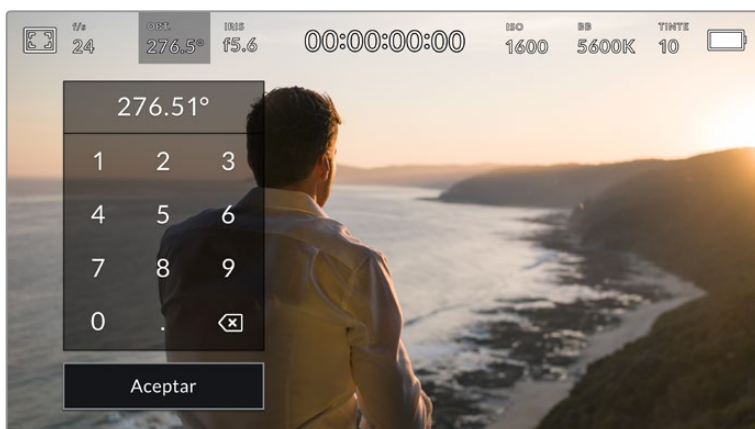 f/s OBT. IRIS ISO BB TINTE
24 276.5° f5.6 00:00:00:00 1600 5600K 10
276.51°
1 2 3
4 5 6
7 8 9
0 .
Aceptar